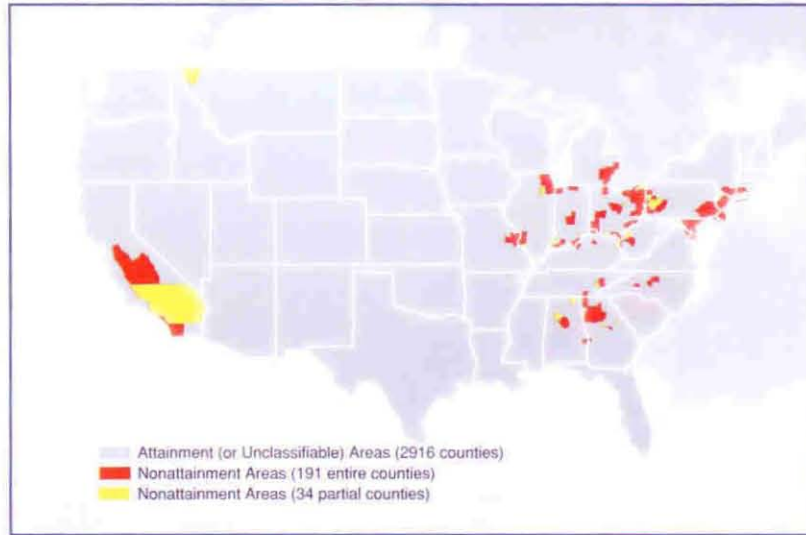 Attainment (or Unclassifiable) Areas (2916 counties)
Nonattainment Areas (191 entire counties)
Nonattainment Areas (34 partial counties)